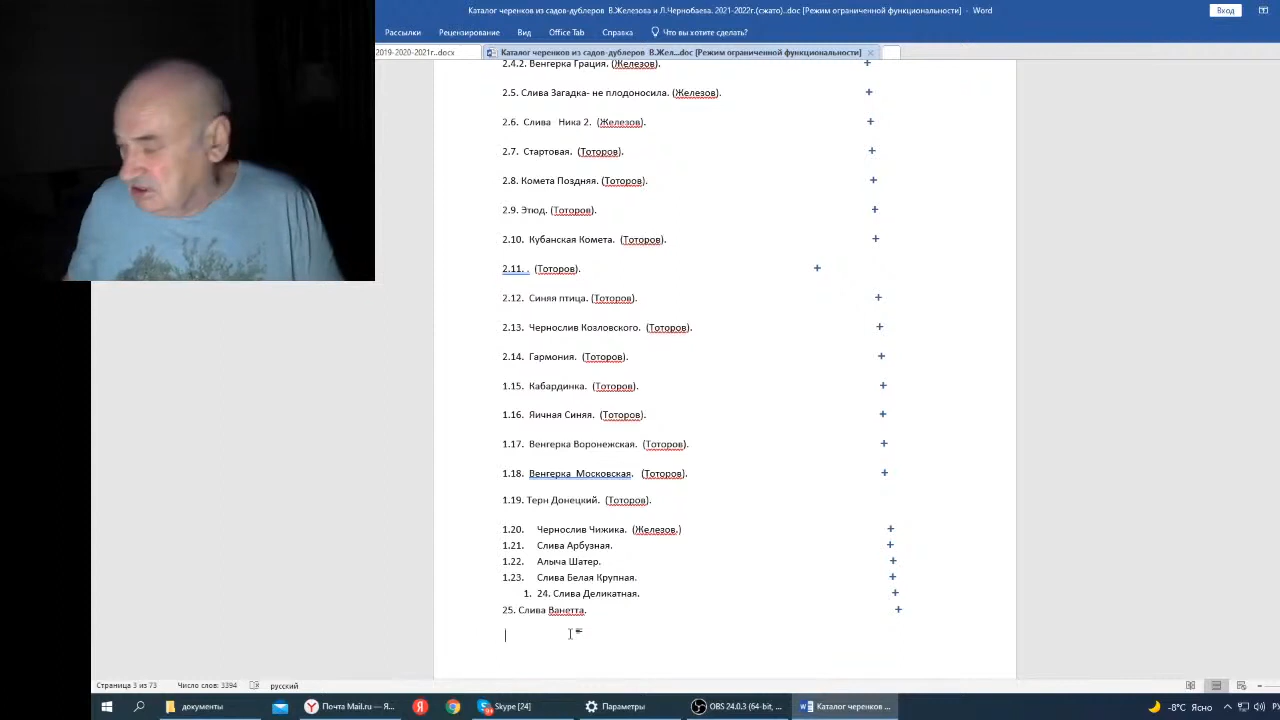 Каталог черенков из садов-дублеров В.Железова и Л.Чернобаева. 2021-2022г.(сжато)..doc [Режим ограниченной функциональности] - Word
Вход
Рассылки Рецензирование Вид Office Tab Справка Что вы хотите сделать?
2019-2020-2021г..docx Каталог черенков из садов-дублеров В.Жел...doc [Режим ограниченной функциональности]
2.4.2. Венгерка Грация. (Железов). +
2.5. Слива Загадка- не плодоносила. (Железов). +
2.6. Слива Ника 2. (Железов). +
2.7. Стартовая. (Тоторов). +
2.8. Комета Поздняя. (Тоторов). +
2.9. Этюд. (Тоторов). +
2.10. Кубанская Комета. (Тоторов). +
2.11. . (Тоторов). +
2.12. Синяя птица. (Тоторов). +
2.13. Чернослив Козловского. (Тоторов). +
2.14. Гармония. (Тоторов). +
1.15. Кабардинка. (Тоторов). +
1.16. Яичная Синяя. (Тоторов). +
1.17. Венгерка Воронежская. (Тоторов). +
1.18. Венгерка Московская. (Тоторов). +
1.19. Терн Донецкий. (Тоторов).
1.20. Чернослив Чижика. (Железов.) +
1.21. Слива Арбузная. +
1.22. Алыча Шатер. +
1.23. Слива Белая Крупная. +
1. 24. Слива Деликатная. +
25. Слива Ванетта. +
Страница 3 из 73 Число слов: 3394 русский
документы Почта Mail.ru — Я... Skype [24] Параметры OBS 24.0.3 (64-bit, ... Каталог черенков ... -8°C Ясно